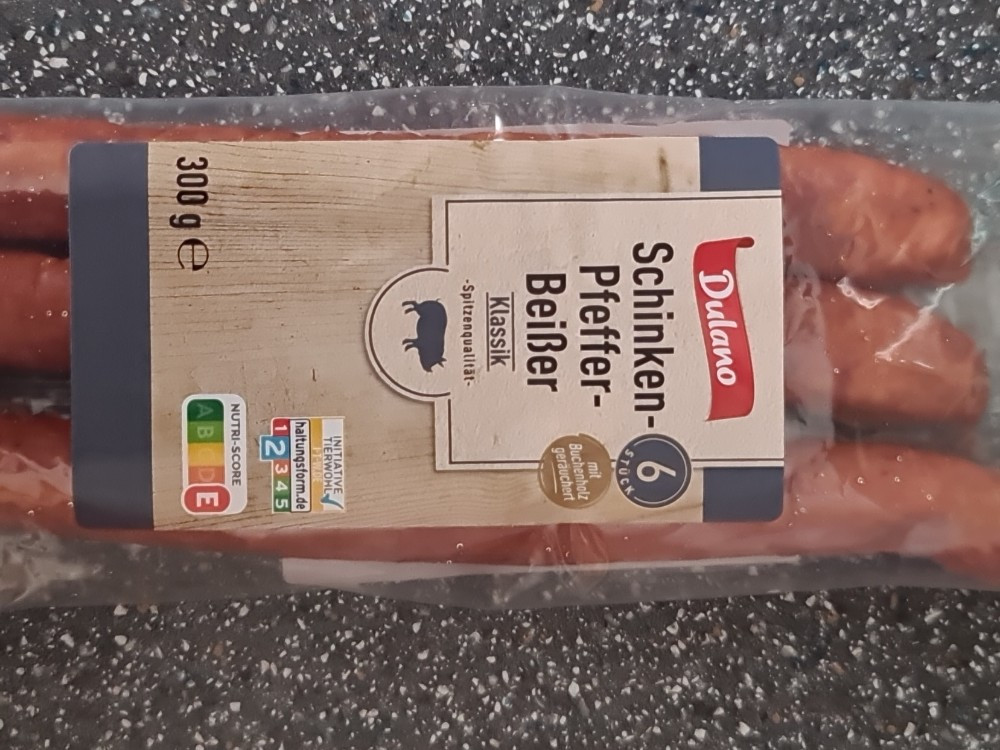 Dulano
Schinken-
Pfeffer-
Beißer
Klassik
-Spitzenqualität-
6
STÜCK
mit
Buchenholz
geräuchert
INITIATIVE
TIERWOHL
haltungsform.de
1 2 3 4 5
NUTRI-SCORE
A B C D E
300 g ℮